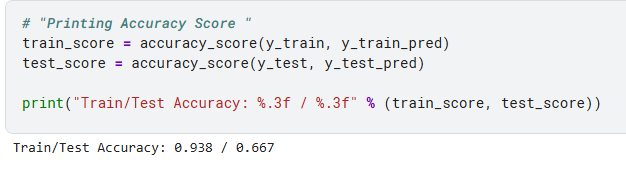 # "Printing Accuracy Score "
train_score = accuracy_score(y_train, y_train_pred)
test_score = accuracy_score(y_test, y_test_pred)
print("Train/Test Accuracy: %.3f / %.3f" % (train_score, test_score))
Train/Test Accuracy: 0.938 / 0.667